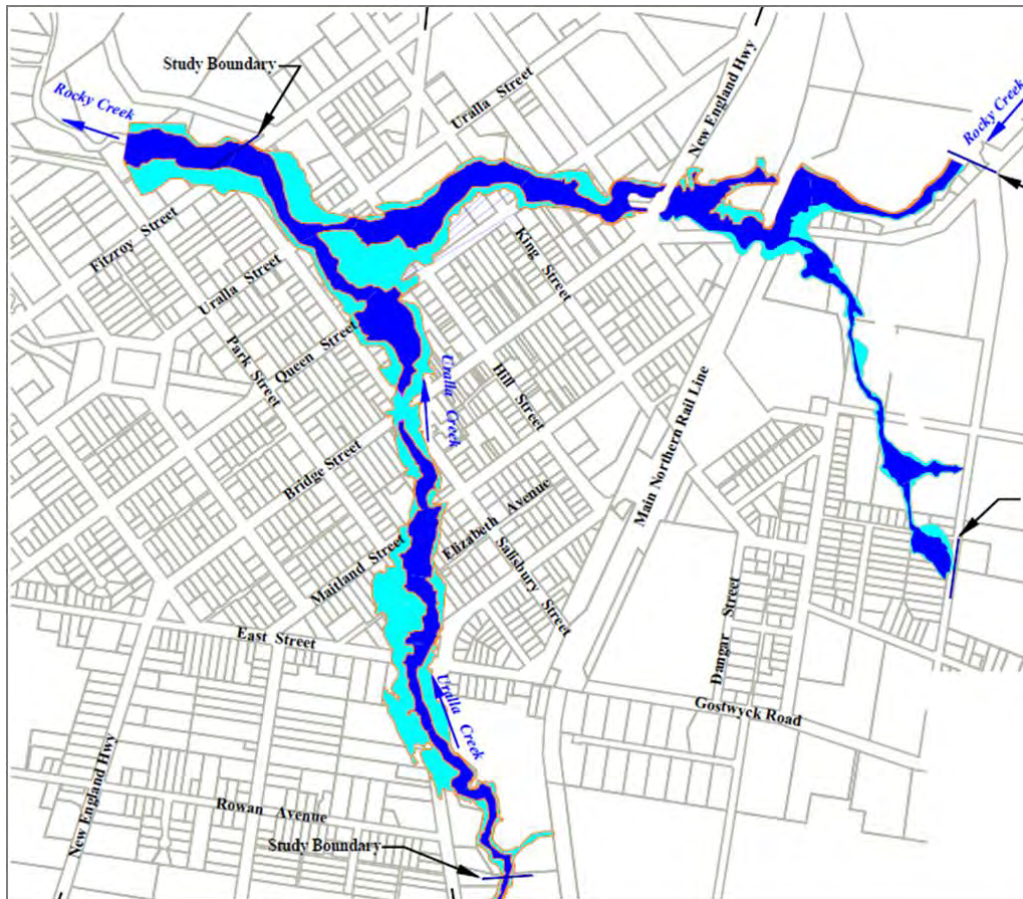 Study Boundary
Rocky Creek
Uralla Street
New England Hwy
Rocky Creek
Fitzroy Street
Uralla Street
King Street
Park Street
Queen Street
Uralla Creek
Hill Street
Main Northern Rail Line
Bridge Street
Elizabeth Avenue
Maitland Street
Salisbury Street
East Street
Dangar Street
Uralla Creek
Gostwyck Road
New England Hwy
Rowan Avenue
Study Boundary